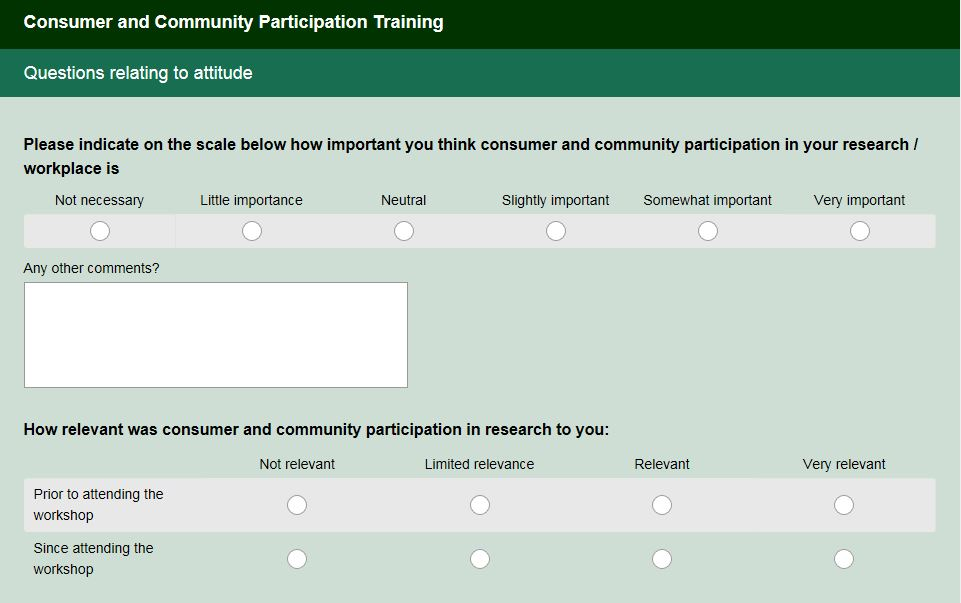 Consumer and Community Participation Training
Questions relating to attitude
Please indicate on the scale below how important you think consumer and community participation in your research /
workplace is
Not necessary Little importance Neutral Slightly important Somewhat important Very important
Any other comments?
How relevant was consumer and community participation in research to you:
Not relevant Limited relevance Relevant Very relevant
Prior to attending the
workshop
Since attending the
workshop